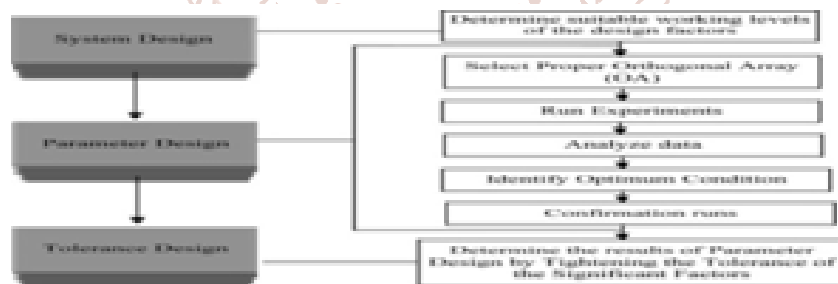 System Design
Parameter Design
Tolerance Design
Determine suitable working levels
of the design factors
Select Proper Orthogonal Array
(OA)
Run Experiments
Analyze data
Identify Optimum Condition
Confirmation runs
Determine the results of Parameter
Design by Tightening the Tolerance of
the Significant Factors